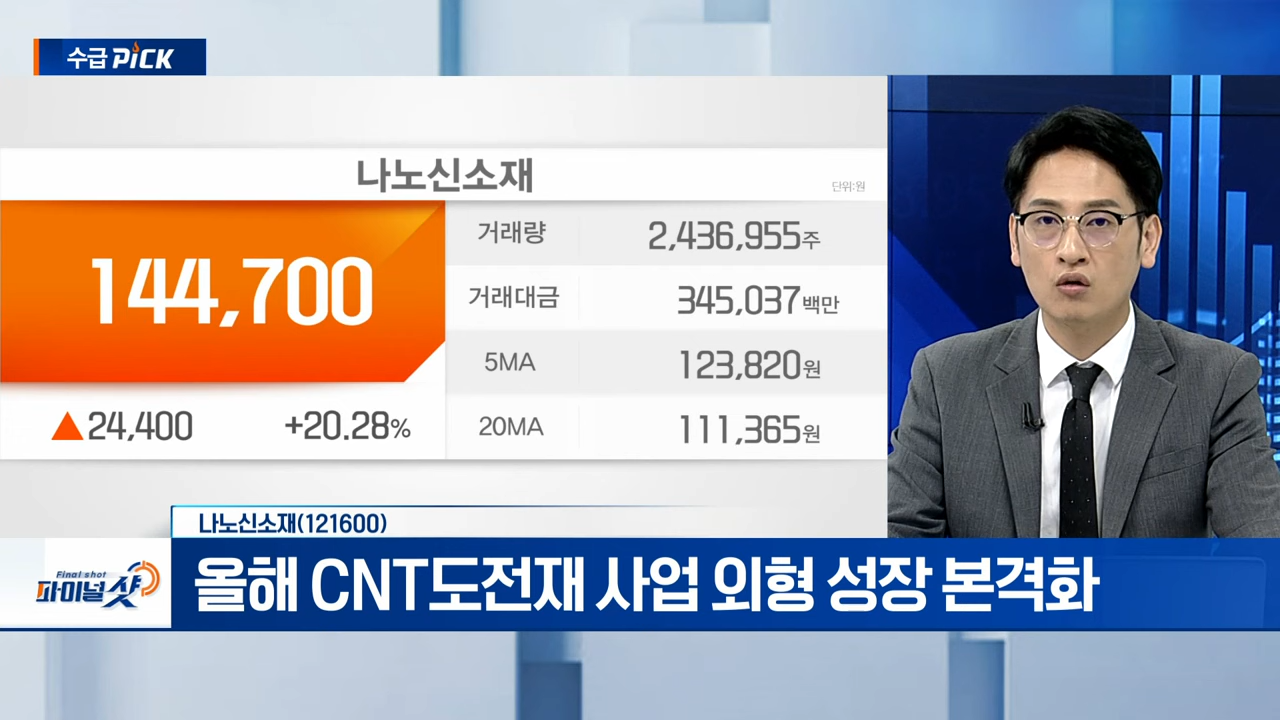 수급 PiCK
나노신소재
단위:원
144,700
▲24,400 +20.28%
거래량 2,436,955주
거래대금 345,037백만
5MA 123,820원
20MA 111,365원
나노신소재(121600)
Final shot
파이널샷
올해 CNT도전재 사업 외형 성장 본격화